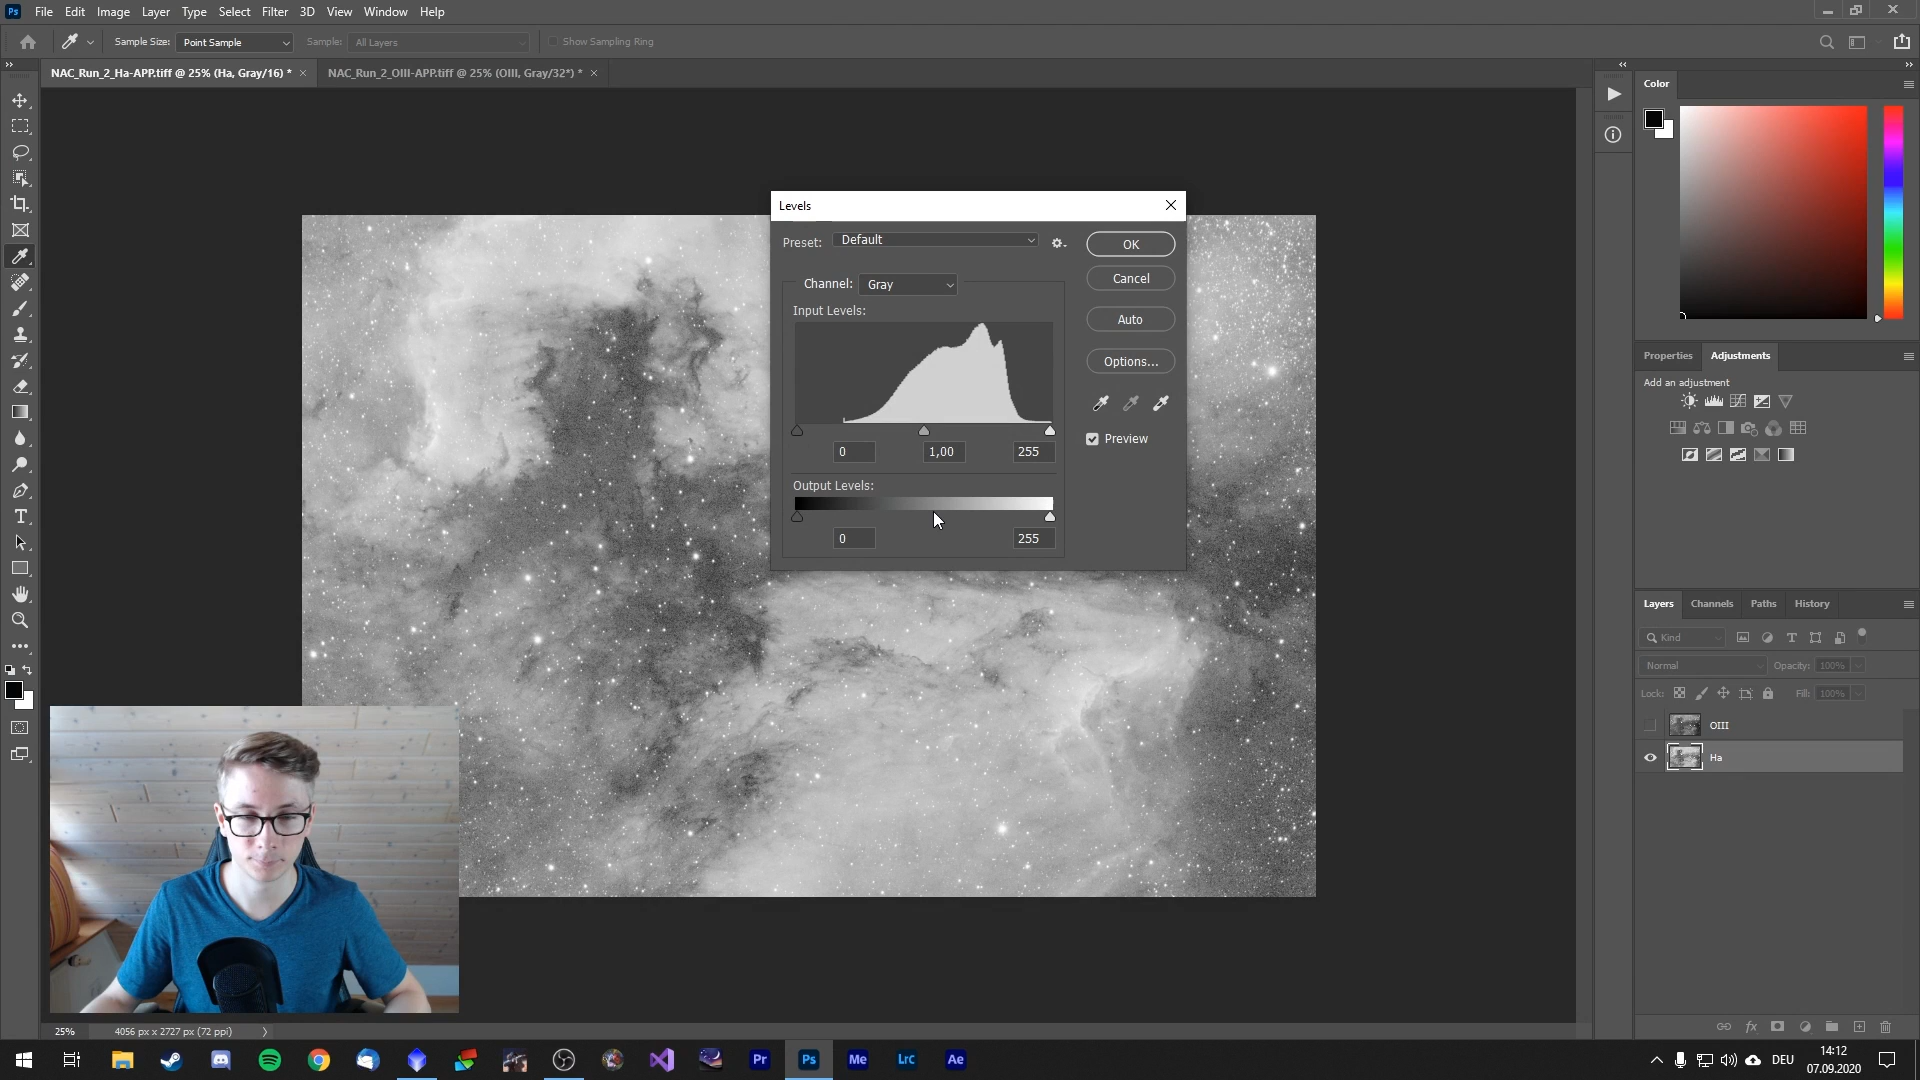 Ps File Edit Image Layer Type Select Filter 3D View Window Help
Sample Size: Point Sample Sample: All Layers Show Sampling Ring
NAC_Run_2_Ha-APP.tiff @ 25% (Ha, Gray/16) * × NAC_Run_2_OIII-APP.tiff @ 25% (OIII, Gray/32*) * ×
Color
Levels
Preset: Default
OK
Channel: Gray
Cancel
Input Levels:
Auto
Options...
Preview
0 1,00 255
Output Levels:
0 255
Properties Adjustments
Add an adjustment
Layers Channels Paths History
Kind
Normal Opacity: 100%
Lock: Fill: 100%
OIII
Ha
fx
25% 4056 px x 2727 px (72 ppi)
Pr Ps Me Lrc Ae
DEU
14:12
07.09.2020